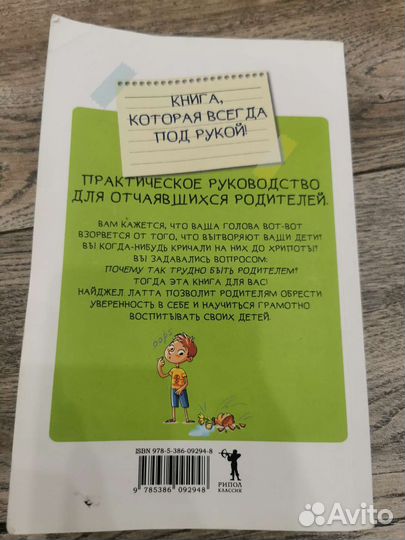 КНИГА,
КОТОРАЯ ВСЕГДА
ПОД РУКОЙ!
ПРАКТИЧЕСКОЕ РУКОВОДСТВО
ДЛЯ ОТЧАЯВШИХСЯ РОДИТЕЛЕЙ.
ВАМ КАЖЕТСЯ, ЧТО ВАША ГОЛОВА ВОТ-ВОТ
ВЗОРВЕТСЯ ОТ ТОГО, ЧТО ВЫТВОРЯЮТ ВАШИ ДЕТИ?
ВЫ КОГДА-НИБУДЬ КРИЧАЛИ НА НИХ ДО ХРИПОТЫ?
ВЫ ЗАДАВАЛИСЬ ВОПРОСОМ:
ПОЧЕМУ ТАК ТРУДНО БЫТЬ РОДИТЕЛЕМ?
ТОГДА ЭТА КНИГА ДЛЯ ВАС!
НАЙДЖЕЛ ЛАТТА ПОЗВОЛИТ РОДИТЕЛЯМ ОБРЕСТИ
УВЕРЕННОСТЬ В СЕБЕ И НАУЧИТЬСЯ ГРАМОТНО
ВОСПИТЫВАТЬ СВОИХ ДЕТЕЙ.
oops
ISBN 978-5-386-09294-8
9 785386 092948
РИПОЛ
КЛАССИК
Avito